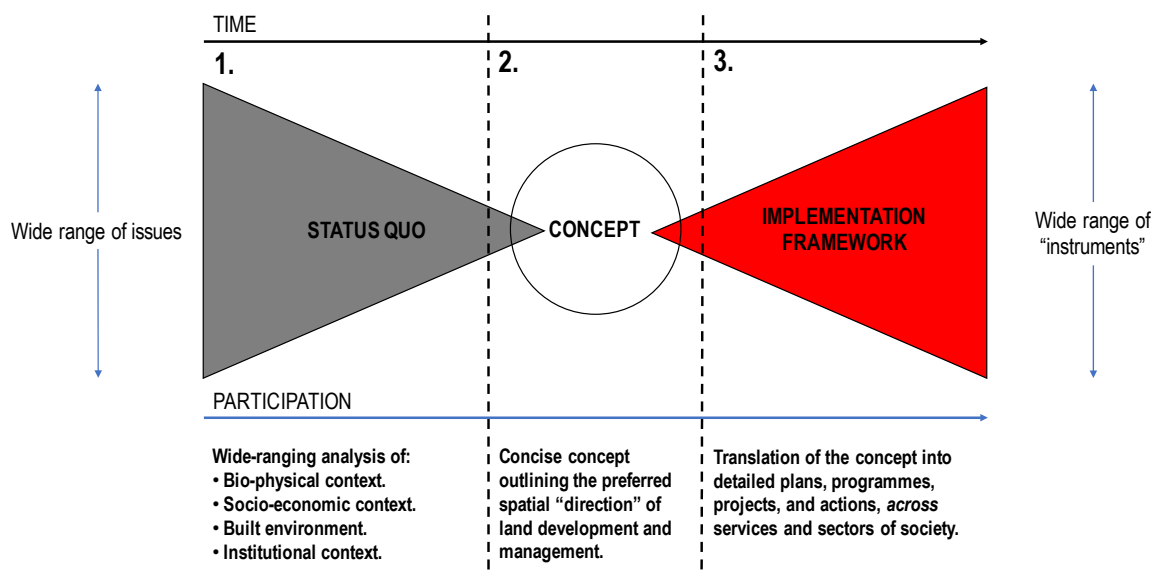 TIME
1.
2.
3.
Wide range of issues
STATUS QUO
CONCEPT
IMPLEMENTATION
FRAMEWORK
Wide range of
“instruments”
PARTICIPATION
Wide-ranging analysis of:
• Bio-physical context.
• Socio-economic context.
• Built environment.
• Institutional context.
Concise concept
outlining the preferred
spatial “direction” of
land development and
management.
Translation of the concept into
detailed plans, programmes,
projects, and actions, across
services and sectors of society.